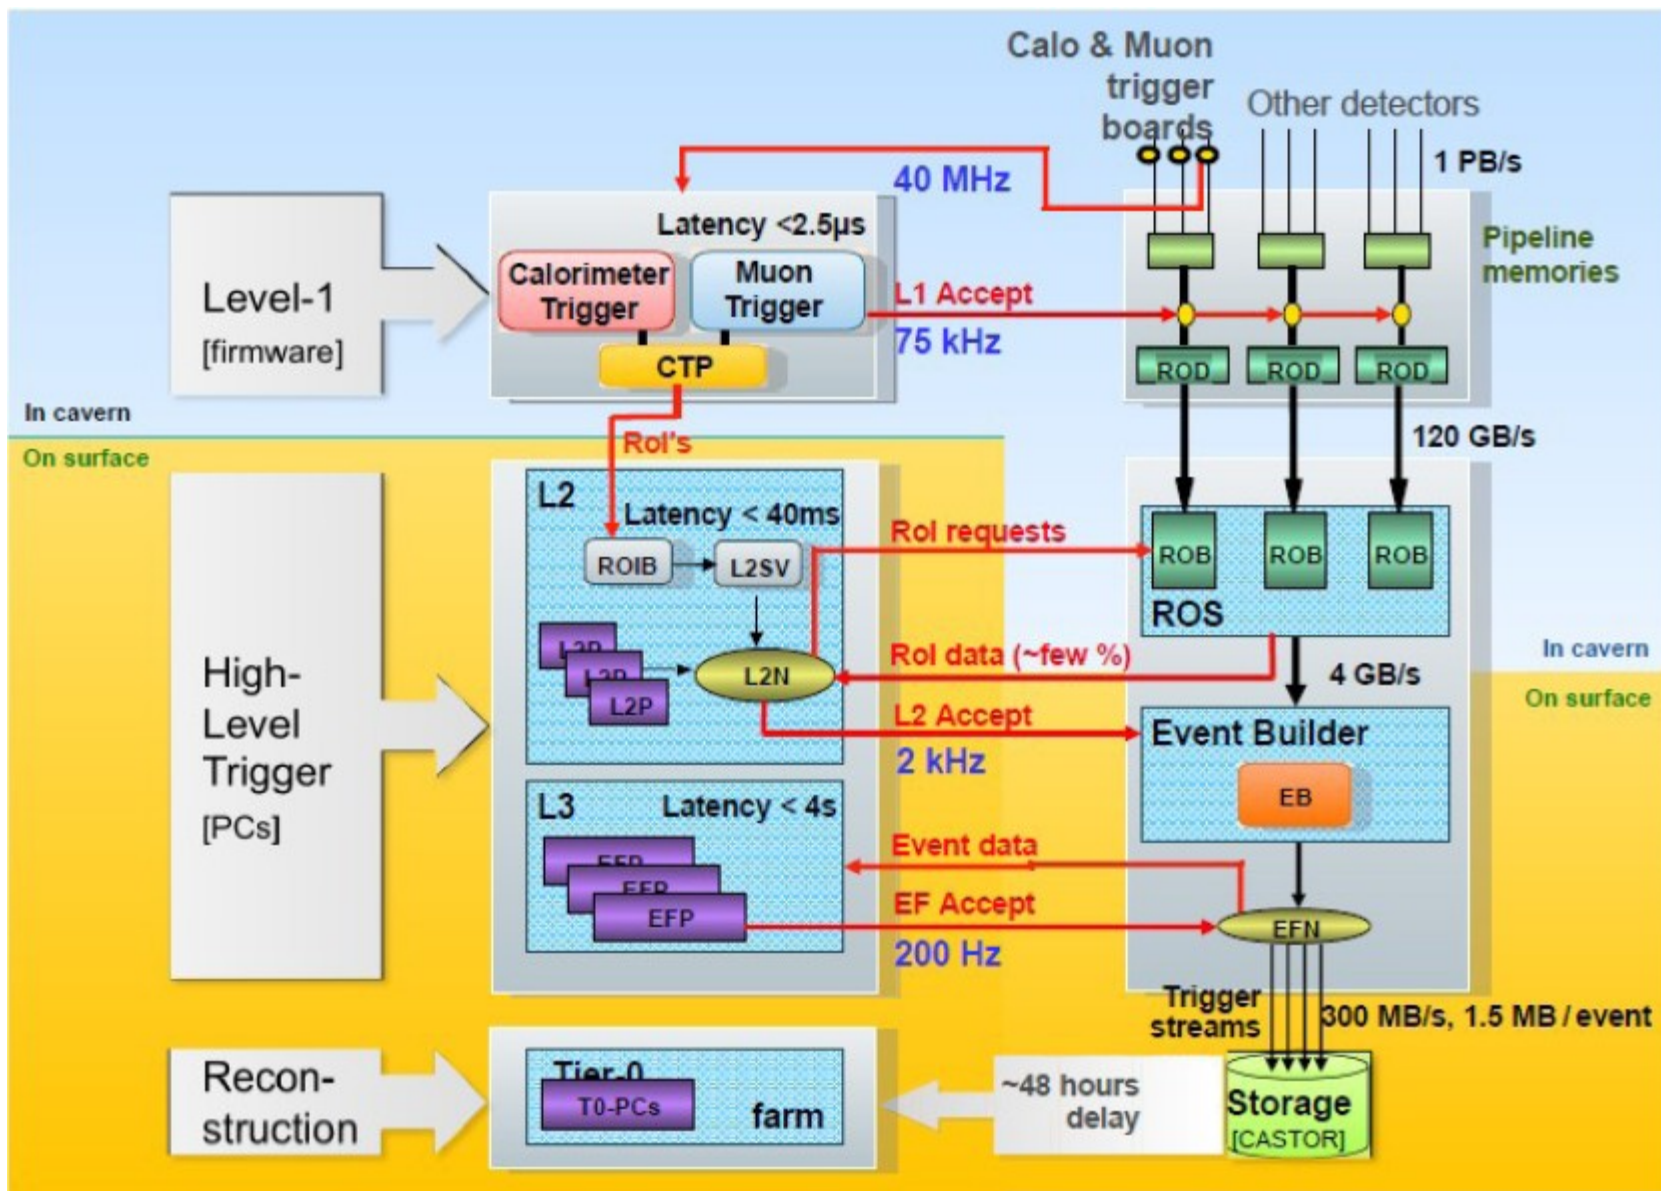 Calo & Muon
trigger
boards
Other detectors
1 PB/s
40 MHz
Level-1
[firmware]
Latency <2.5µs
Calorimeter
Trigger
Muon
Trigger
CTP
L1 Accept
75 kHz
Pipeline
memories
ROD
ROD
ROD
In cavern
On surface
RoI's
120 GB/s
High-
Level
Trigger
[PCs]
L2
Latency < 40ms
ROIB
L2SV
L2P
L2P
L2P
L2N
RoI requests
ROB
ROB
ROB
ROS
RoI data (~few %)
4 GB/s
In cavern
On surface
L2 Accept
2 kHz
Event Builder
EB
L3
Latency < 4s
EFP
EFP
EFP
Event data
EF Accept
200 Hz
EFN
Trigger
streams
300 MB/s, 1.5 MB / event
Recon-
struction
Tier-0
T0-PCs
farm
~48 hours
delay
Storage
[CASTOR]